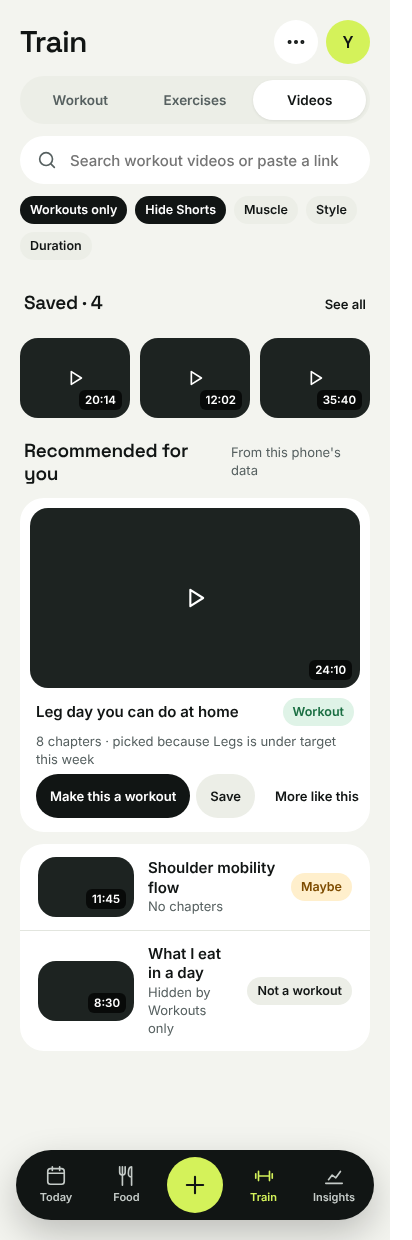 Train
Y
Workout
Exercises
Videos
Search workout videos or paste a link
Workouts only
Hide Shorts
Muscle
Style
Duration
Saved · 4
See all
20:14
12:02
35:40
Recommended for
you
From this phone's
data
24:10
Leg day you can do at home
Workout
8 chapters · picked because Legs is under target
this week
Make this a workout
Save
More like this
11:45
Shoulder mobility
flow
No chapters
Maybe
8:30
What I eat
in a day
Hidden by
Workouts
only
Not a workout
Today
Food
Train
Insights